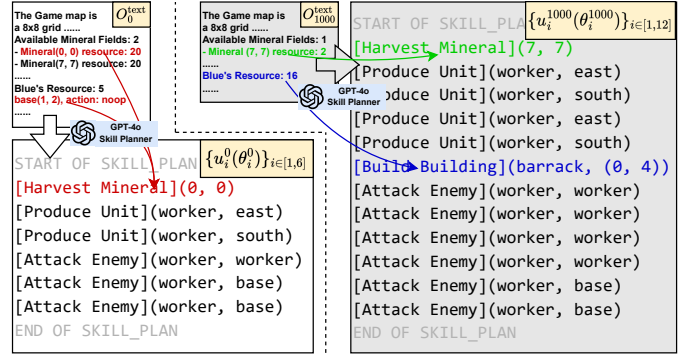 The Game map is
a 8x8 grid ......
Available Mineral Fields: 2
- Mineral(0, 0) resource: 20
- Mineral(7, 7) resource: 20
......
Blue's Resource: 5
base(1, 2), action: noop
......
O_0^text
GPT-4o
Skill Planner
START OF SKILL_PLAN
{u_i^0(θ_i^0)}_{i∈[1,6]}
[Harvest Mineral](0, 0)
[Produce Unit](worker, east)
[Produce Unit](worker, south)
[Attack Enemy](worker, worker)
[Attack Enemy](worker, base)
[Attack Enemy](worker, base)
END OF SKILL_PLAN
The Game map is
a 8x8 grid ......
Available Mineral Fields: 1
- Mineral (7, 7) resource: 2
......
Blue's Resource: 16
......
O_1000^text
GPT-4o
Skill Planner
START OF SKILL_PLA
{u_i^1000(θ_i^1000)}_{i∈[1,12]}
[Harvest Mineral](7, 7)
[Produce Unit](worker, east)
[Produce Unit](worker, south)
[Produce Unit](worker, east)
[Produce Unit](worker, south)
[Build Building](barrack, (0, 4))
[Attack Enemy](worker, worker)
[Attack Enemy](worker, worker)
[Attack Enemy](worker, worker)
[Attack Enemy](worker, worker)
[Attack Enemy](worker, base)
[Attack Enemy](worker, base)
END OF SKILL_PLAN